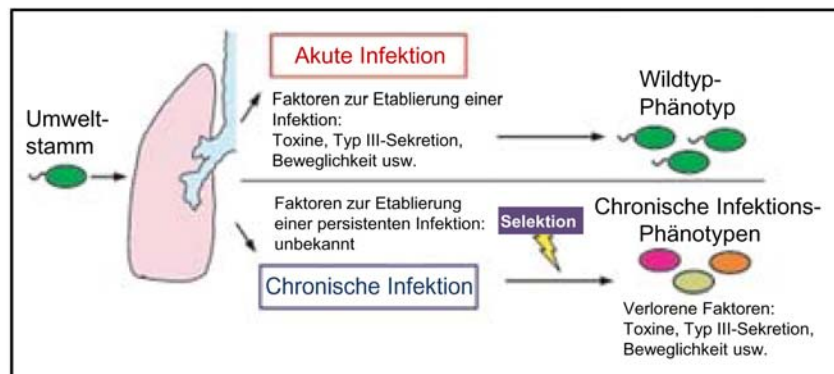 Umwelt-
stamm
Akute Infektion
Faktoren zur Etablierung einer
Infektion:
Toxine, Typ III-Sekretion,
Beweglichkeit usw.
Wildtyp-
Phänotyp
Faktoren zur Etablierung
einer persistenten Infektion:
unbekannt
Chronische Infektion
Selektion
Chronische Infektions-
Phänotypen
Verlorene Faktoren:
Toxine, Typ III-Sekretion,
Beweglichkeit usw.